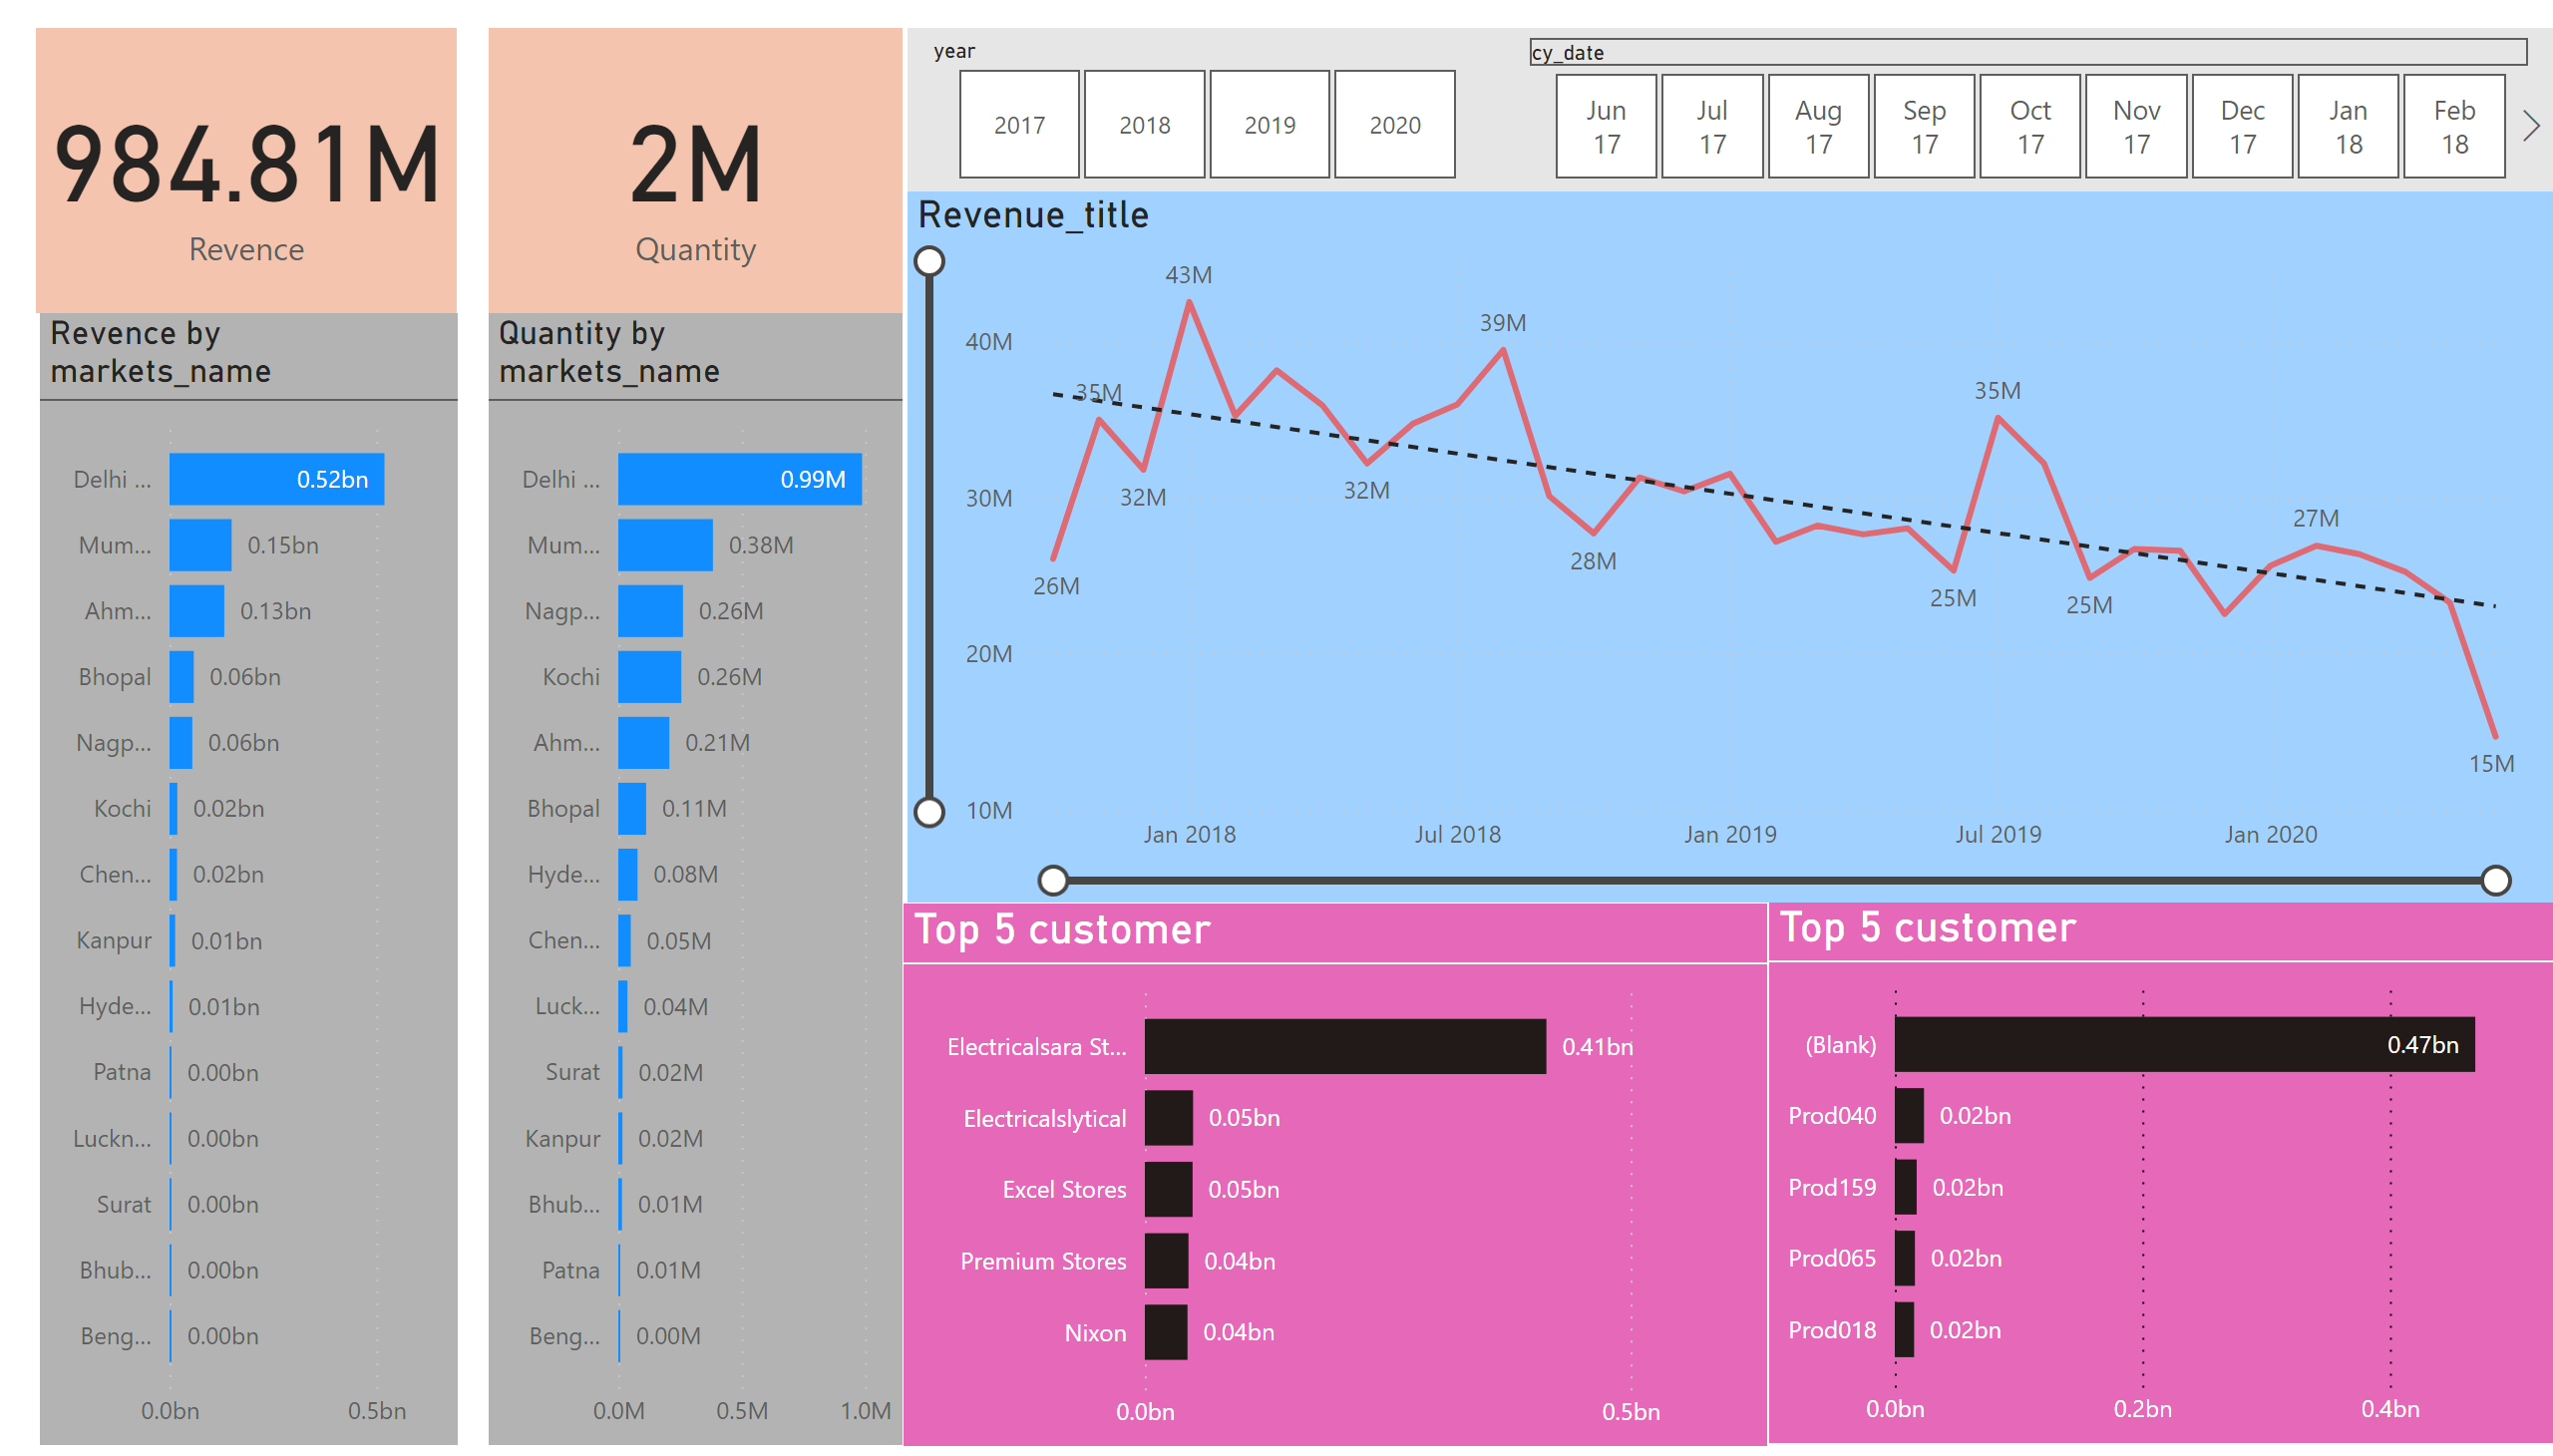 984.81M
Revence
2M
Quantity
year
2017 2018 2019 2020
cy_date
Jun 17 Jul 17 Aug 17 Sep 17 Oct 17 Nov 17 Dec 17 Jan 18 Feb 18
Revence by
markets_name
Delhi ... 0.52bn
Mum... 0.15bn
Ahm... 0.13bn
Bhopal 0.06bn
Nagp... 0.06bn
Kochi 0.02bn
Chen... 0.02bn
Kanpur 0.01bn
Hyde... 0.01bn
Patna 0.00bn
Luckn... 0.00bn
Surat 0.00bn
Bhub... 0.00bn
Beng... 0.00bn
0.0bn 0.5bn
Quantity by
markets_name
Delhi ... 0.99M
Mum... 0.38M
Nagp... 0.26M
Kochi 0.26M
Ahm... 0.21M
Bhopal 0.11M
Hyde... 0.08M
Chen... 0.05M
Luck... 0.04M
Surat 0.02M
Kanpur 0.02M
Bhub... 0.01M
Patna 0.01M
Beng... 0.00M
0.0M 0.5M 1.0M
Revenue_title
40M
30M
20M
10M
26M 35M 32M 43M 32M 39M 28M 25M 35M 25M 27M 15M
Jan 2018 Jul 2018 Jan 2019 Jul 2019 Jan 2020
Top 5 customer
Electricalsara St... 0.41bn
Electricalslytical 0.05bn
Excel Stores 0.05bn
Premium Stores 0.04bn
Nixon 0.04bn
0.0bn 0.5bn
Top 5 customer
(Blank) 0.47bn
Prod040 0.02bn
Prod159 0.02bn
Prod065 0.02bn
Prod018 0.02bn
0.0bn 0.2bn 0.4bn